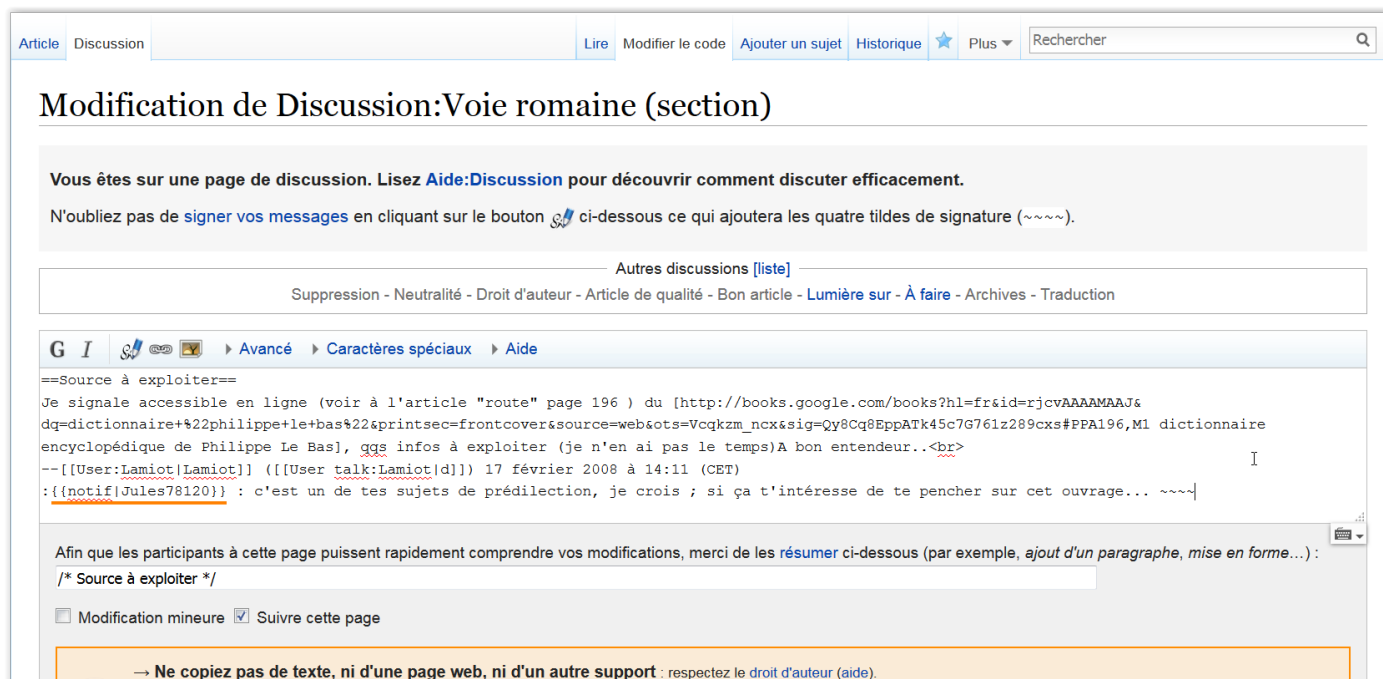 Article Discussion Lire Modifier le code Ajouter un sujet Historique Plus Rechercher
Modification de Discussion:Voie romaine (section)
Vous êtes sur une page de discussion. Lisez Aide:Discussion pour découvrir comment discuter efficacement.
N'oubliez pas de signer vos messages en cliquant sur le bouton ci-dessous ce qui ajoutera les quatre tildes de signature (~~~~).
Autres discussions [liste]
Suppression - Neutralité - Droit d'auteur - Article de qualité - Bon article - Lumière sur - À faire - Archives - Traduction
G I Avancé Caractères spéciaux Aide
==Source à exploiter==
Je signale accessible en ligne (voir à l'article "route" page 196 ) du [http://books.google.com/books?hl=fr&id=rjcvAAAAMAAJ&
dq=dictionnaire+%22philippe+le+bas%22&printsec=frontcover&source=web&ots=Vcqkzm_ncx&sig=Qy8Cq8EppATk45c7G761z289cxs#PPA196,M1 dictionnaire
encyclopédique de Philippe Le Bas], qqs infos à exploiter (je n'en ai pas le temps)A bon entendeur..<br>
--[[User:Lamiot|Lamiot]] ([[User talk:Lamiot|d]]) 17 février 2008 à 14:11 (CET)
:{{notif|Jules78120}} : c'est un de tes sujets de prédilection, je crois ; si ça t'intéresse de te pencher sur cet ouvrage... ~~~~
Afin que les participants à cette page puissent rapidement comprendre vos modifications, merci de les résumer ci-dessous (par exemple, ajout d'un paragraphe, mise en forme…) :
/* Source à exploiter */
Modification mineure Suivre cette page
→ Ne copiez pas de texte, ni d'une page web, ni d'un autre support : respectez le droit d'auteur (aide).